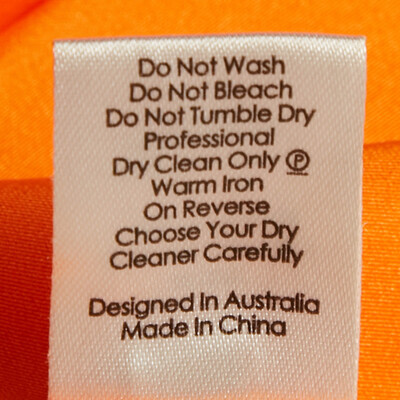 Do Not Wash
Do Not Bleach
Do Not Tumble Dry
Professional
Dry Clean Only Ⓟ
Warm Iron
On Reverse
Choose Your Dry
Cleaner Carefully
Designed In Australia
Made In China